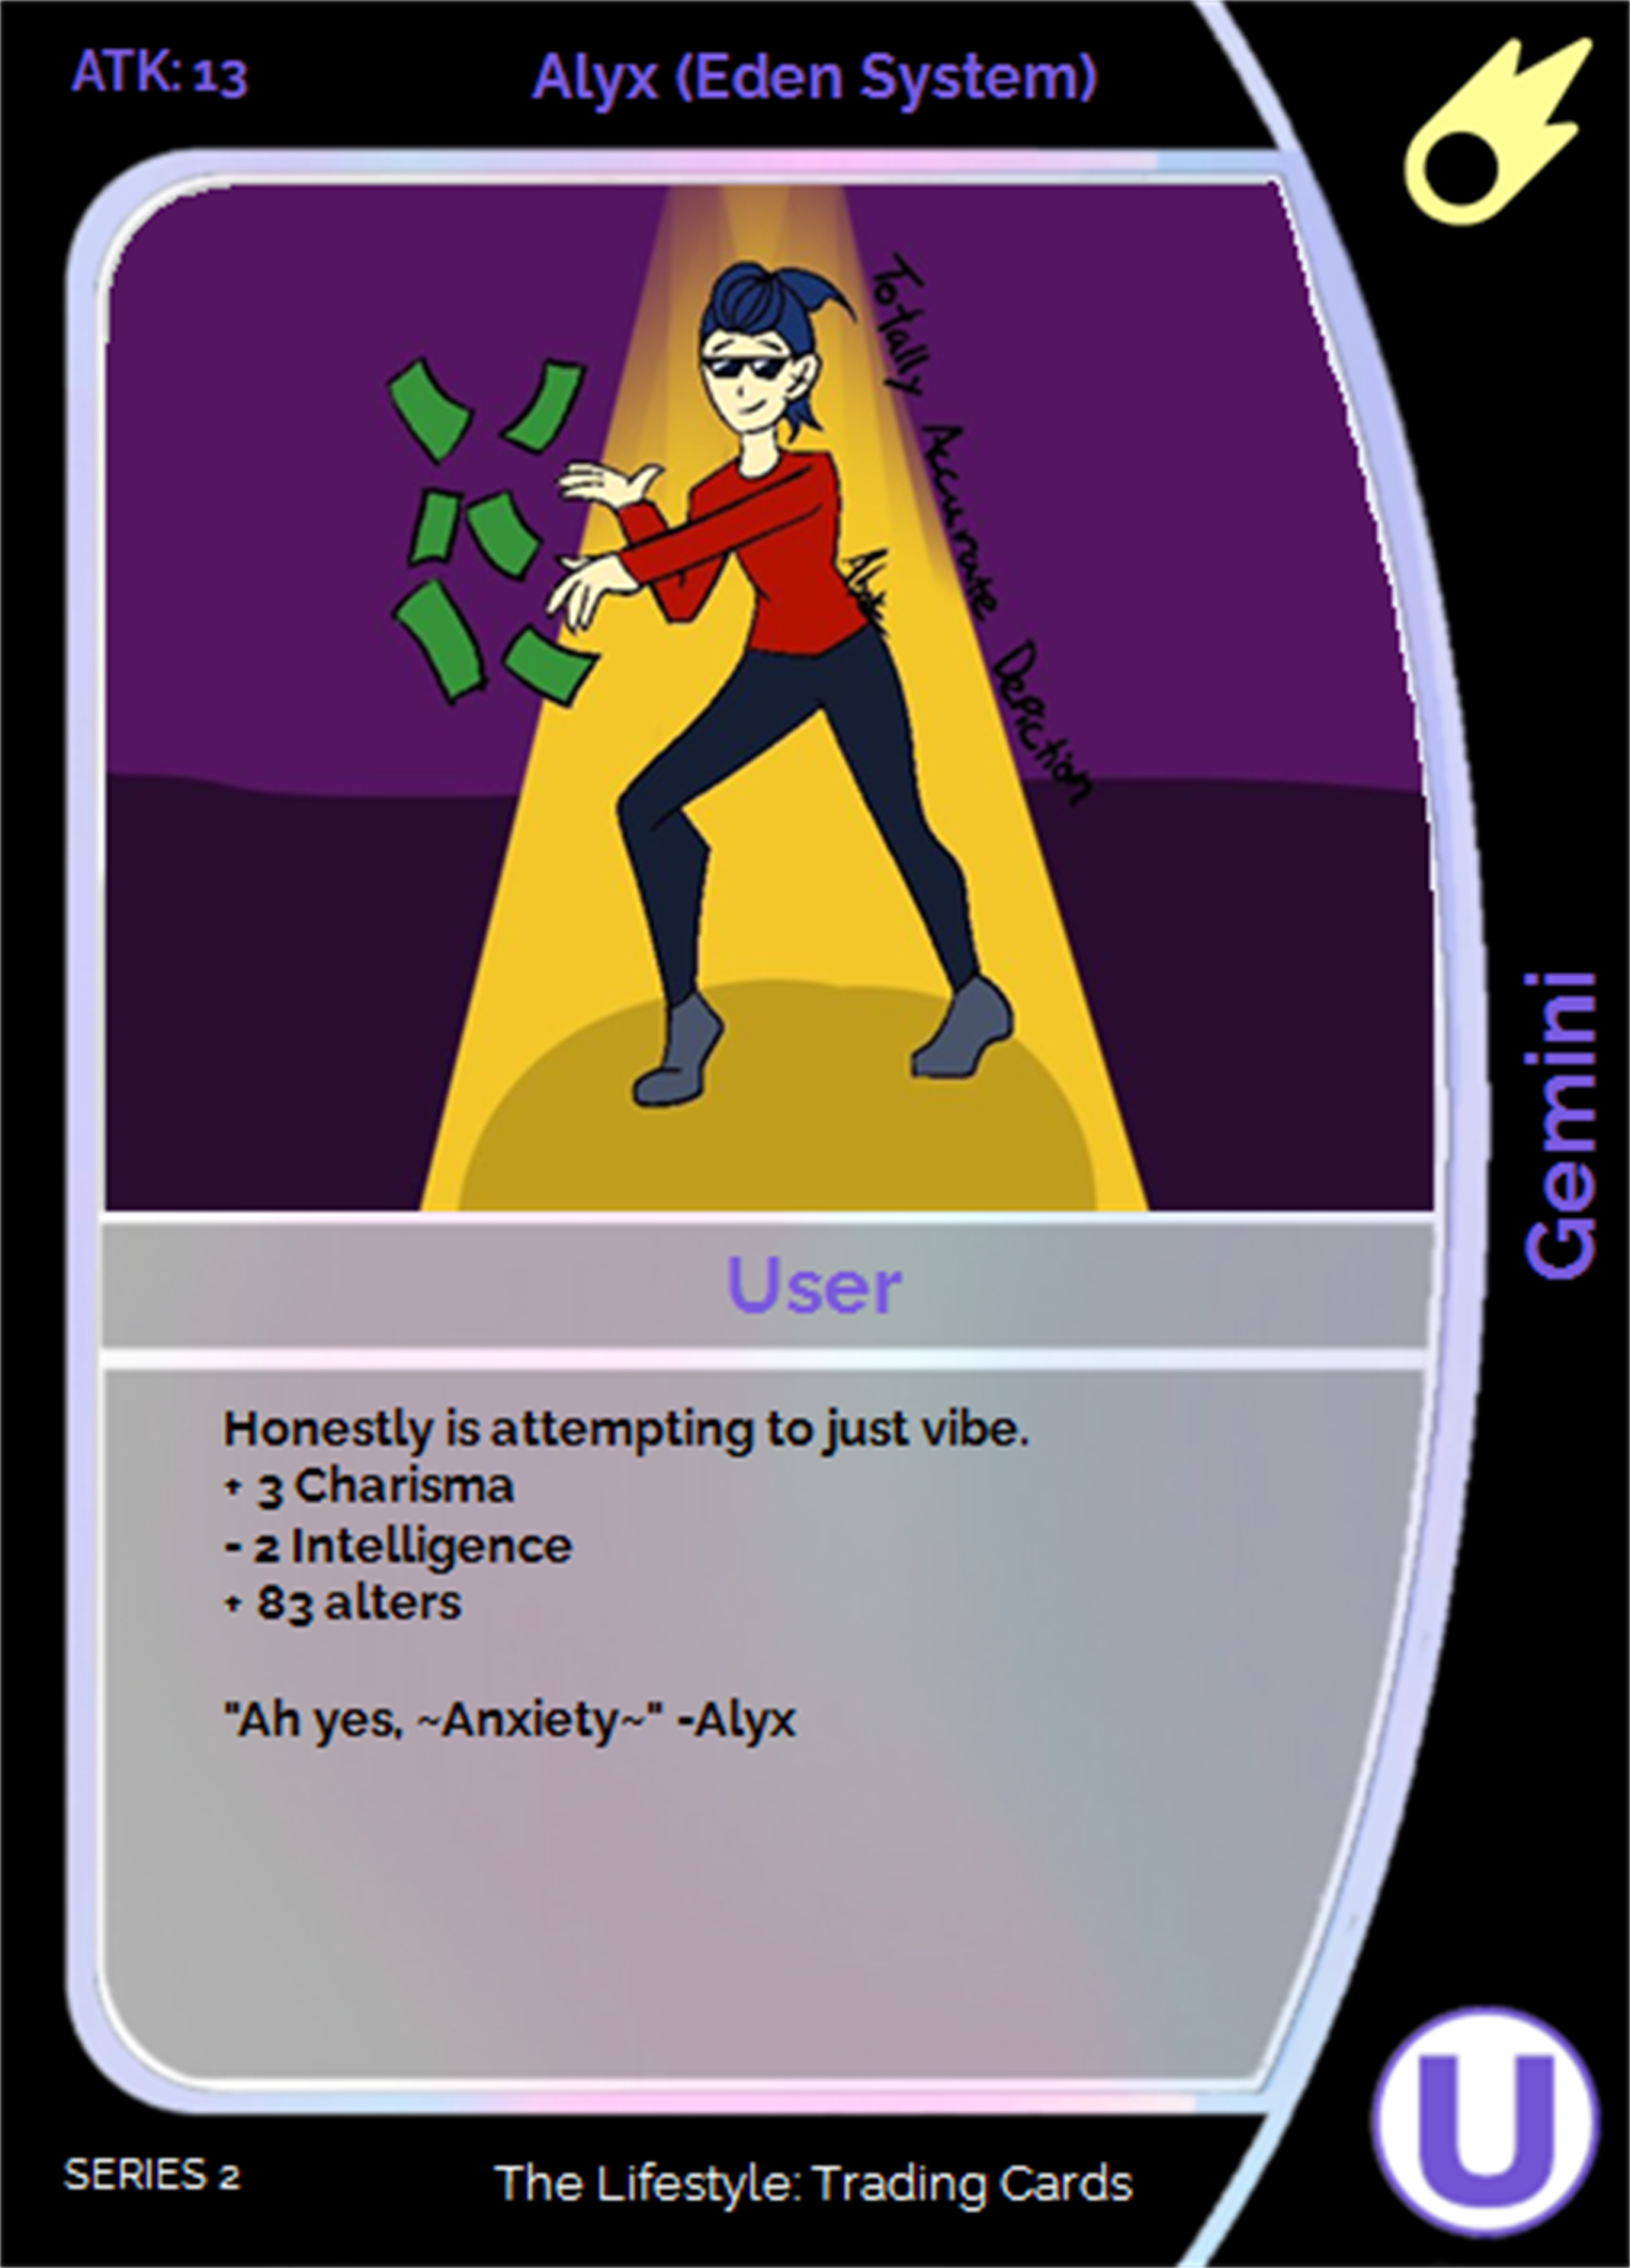 ATK: 13
Alyx (Eden System)
Totally Accurate Depiction
Gemini
User
Honestly is attempting to just vibe.
+ 3 Charisma
- 2 Intelligence
+ 83 alters
"Ah yes, ~Anxiety~" -Alyx
SERIES 2
The Lifestyle: Trading Cards
U